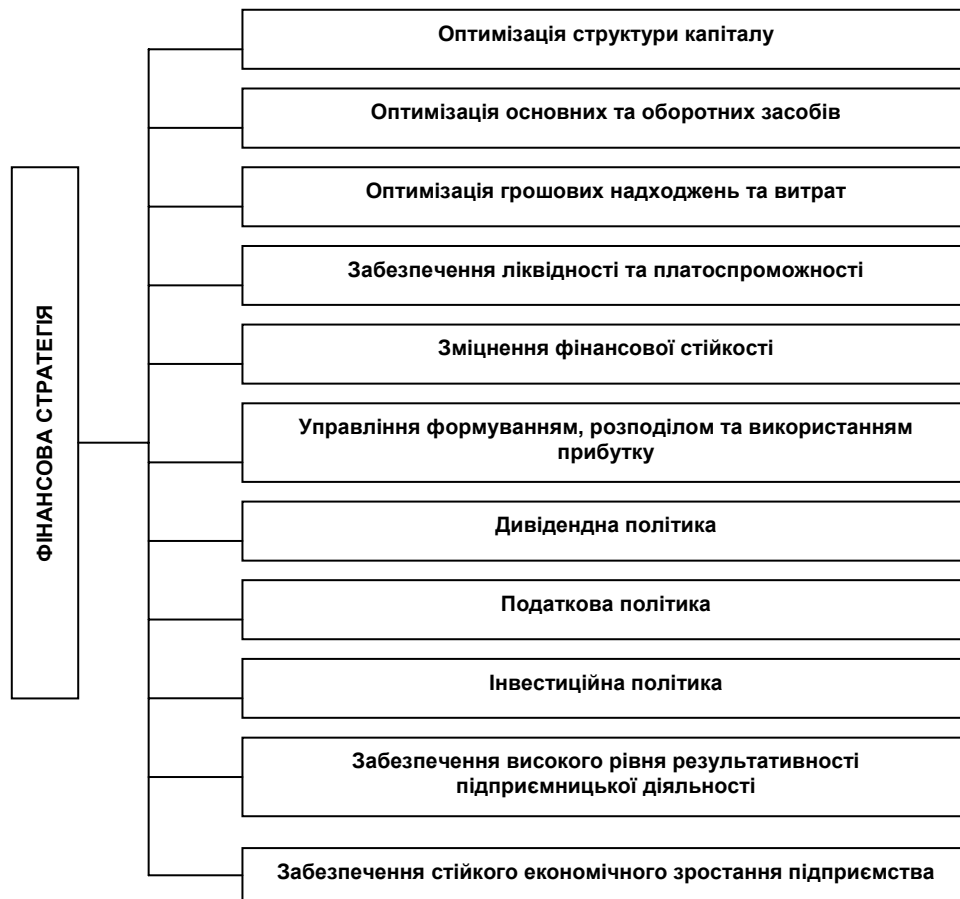 Оптимізація структури капіталу
Оптимізація основних та оборотних засобів
Оптимізація грошових надходжень та витрат
Забезпечення ліквідності та платоспроможності
Зміцнення фінансової стійкості
ФІНАНСОВА СТРАТЕГІЯ
Управління формуванням, розподілом та використанням
прибутку
Дивідендна політика
Податкова політика
Інвестиційна політика
Забезпечення високого рівня результативності
підприємницької діяльності
Забезпечення стійкого економічного зростання підприємства